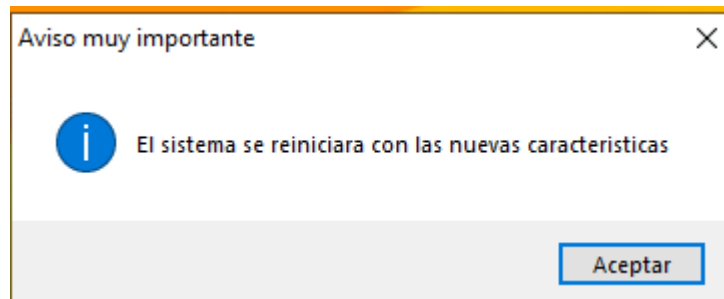 Aviso muy importante
El sistema se reiniciara con las nuevas caracteristicas
Aceptar